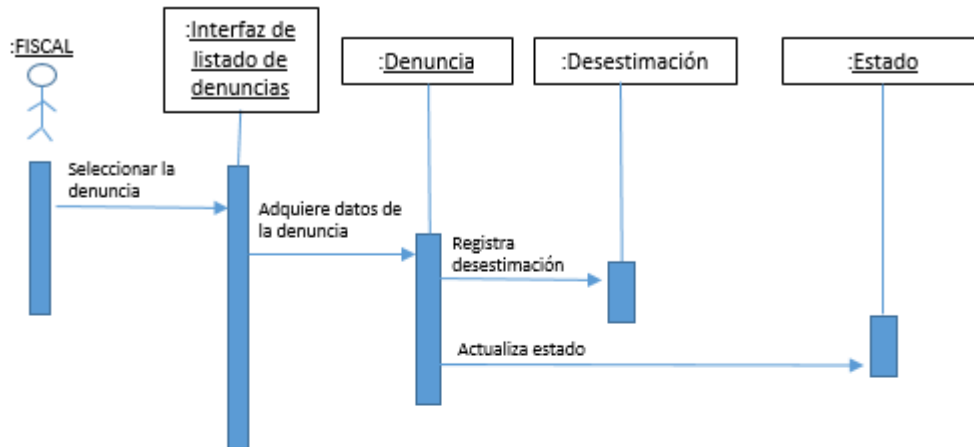 :FISCAL
:Interfaz de
listado de
denuncias
:Denuncia
:Desestimación
:Estado
Seleccionar la
denuncia
Adquiere datos de
la denuncia
Registra
desestimación
Actualiza estado